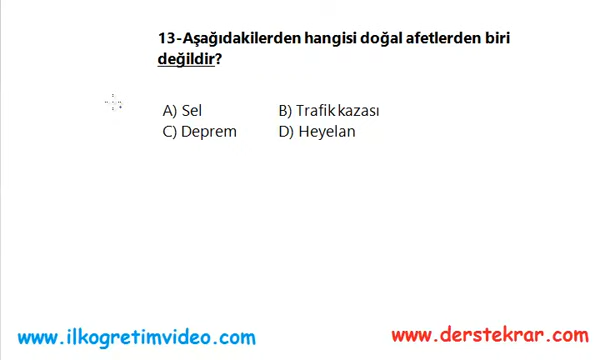 13-Aşağıdakilerden hangisi doğal afetlerden biri
değildir?
A) Sel B) Trafik kazası
C) Deprem D) Heyelan
www.ilkogretimvideo.com www.derstekrar.com